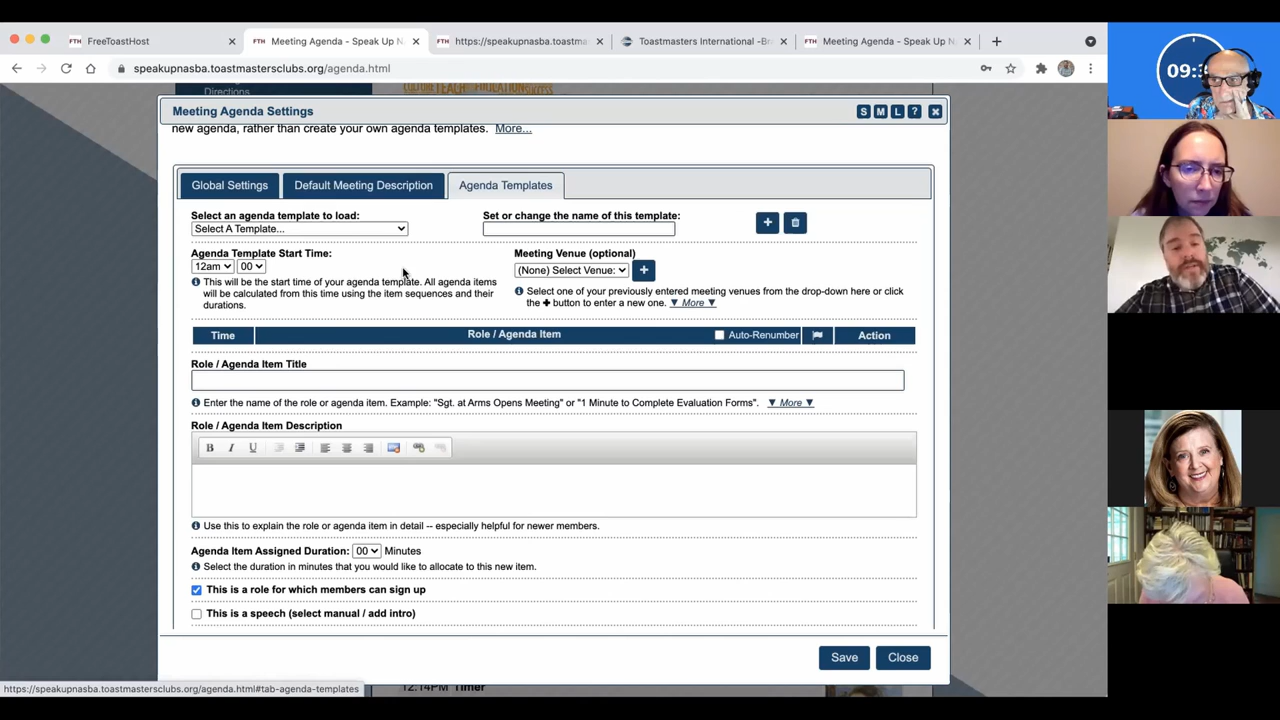 FTH FreeToastHost
FTH Meeting Agenda - Speak Up N
FTH https://speakupnasba.toastma
Toastmasters International -Br
FTH Meeting Agenda - Speak Up N
speakupnasba.toastmastersclubs.org/agenda.html
09:
Directions
Meeting Agenda Settings
S M L ?
new agenda, rather than create your own agenda templates. More...
Global Settings Default Meeting Description Agenda Templates
Select an agenda template to load: Set or change the name of this template:
Select A Template...
Agenda Template Start Time: Meeting Venue (optional)
12am 00 (None) Select Venue:
This will be the start time of your agenda template. All agenda items
will be calculated from this time using the item sequences and their
durations.
Select one of your previously entered meeting venues from the drop-down here or click
the + button to enter a new one. ▼ More ▼
Time Role / Agenda Item Auto-Renumber Action
Role / Agenda Item Title
Enter the name of the role or agenda item. Example: "Sgt. at Arms Opens Meeting" or "1 Minute to Complete Evaluation Forms". ▼ More ▼
Role / Agenda Item Description
B I U
Use this to explain the role or agenda item in detail -- especially helpful for newer members.
Agenda Item Assigned Duration: 00 Minutes
Select the duration in minutes that you would like to allocate to this new item.
This is a role for which members can sign up
This is a speech (select manual / add intro)
Save Close
https://speakupnasba.toastmastersclubs.org/agenda.html#tab-agenda-templates
12:14PM Timer